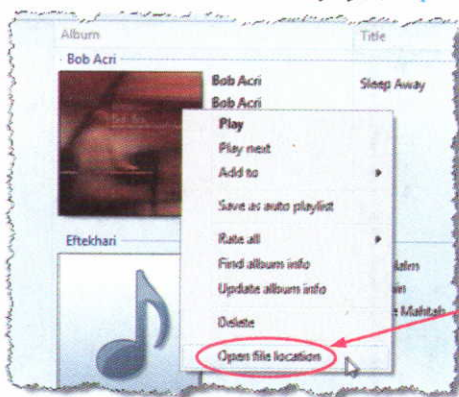 Album Title
Bob Acri
Bob Acri Sleep Away
Bob Acri
Play
Play next
Add to
Save as auto playlist
Rate all
Eftekhari
Find album info
Update album info
Mahtab
Delete
Open file location